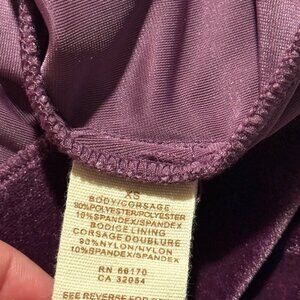 XS
BODY/CORSAGE
90%POLYESTER/POLYESTER
10%SPANDEX/SPANDEX
BODICE LINING
CORSAGE DOUBLURE
90%NYLON/NYLON
10%SPANDEX/SPANDEX
RN 66170
CA 32054
SEE REVERSE FOR